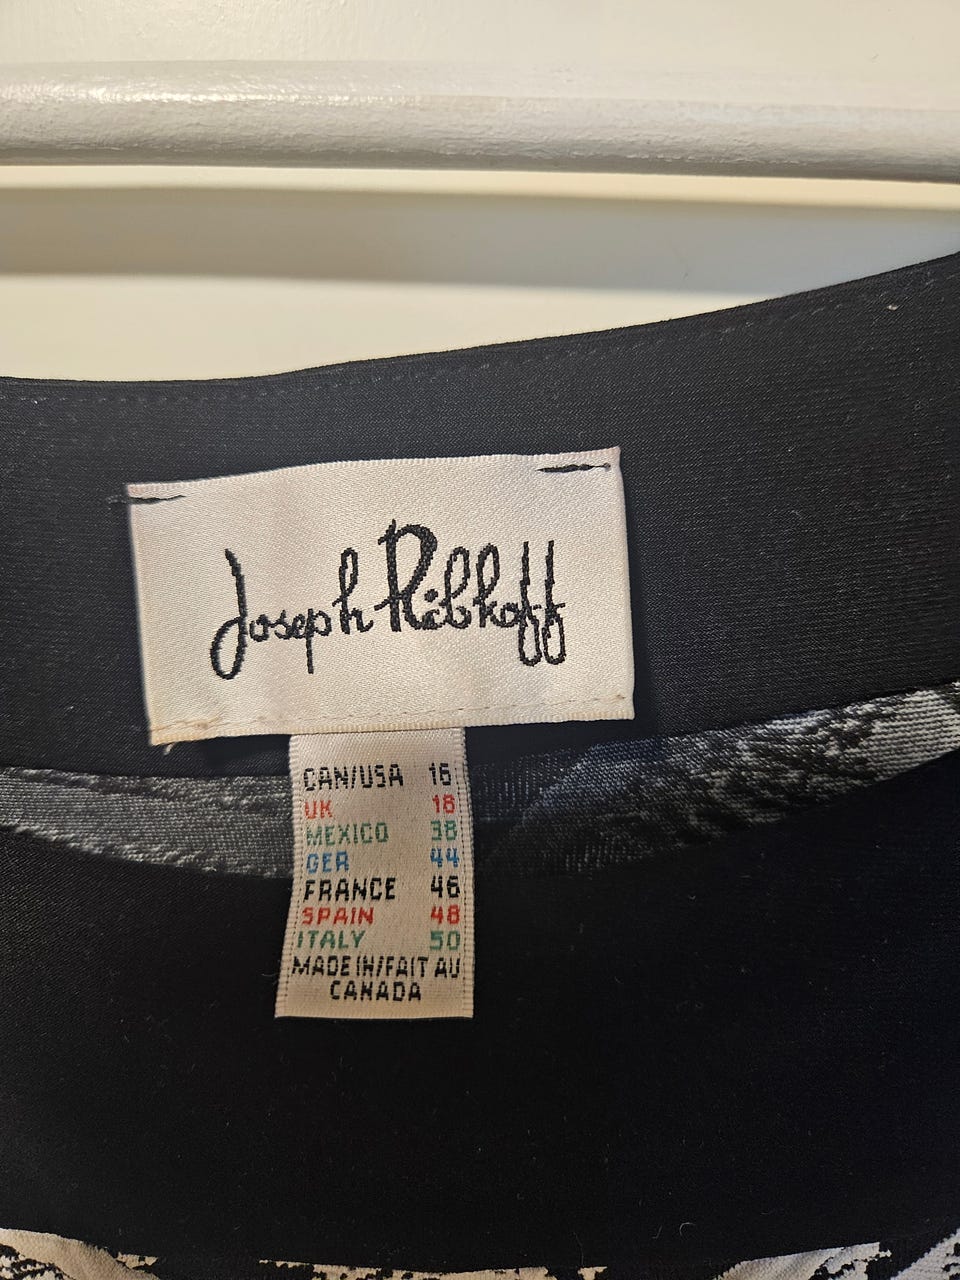 Joseph Ribkoff
CAN/USA 16
UK 18
MEXICO 38
GER 44
FRANCE 46
SPAIN 48
ITALY 50
MADE IN/FAIT AU
CANADA